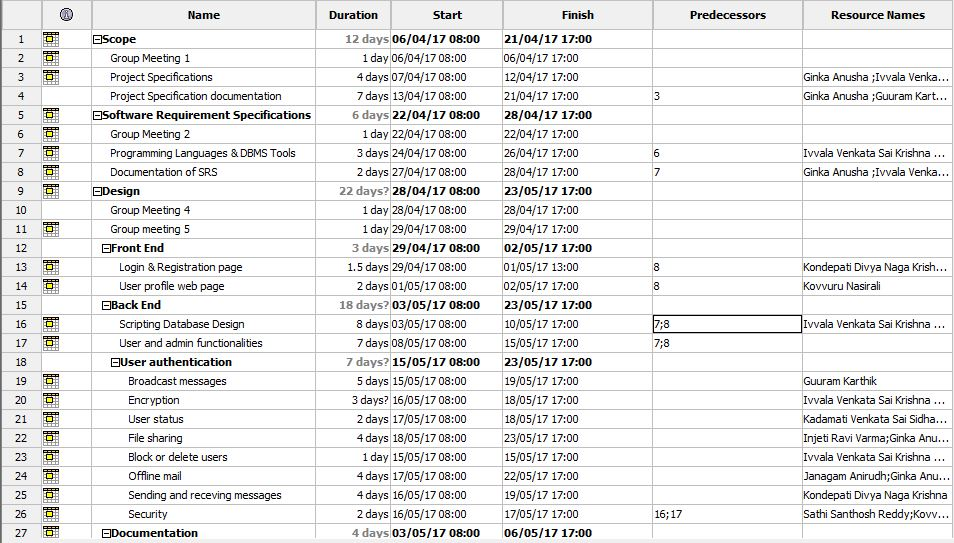 Name Duration Start Finish Predecessors Resource Names
1 Scope 12 days 06/04/17 08:00 21/04/17 17:00
2 Group Meeting 1 1 day 06/04/17 08:00 06/04/17 17:00
3 Project Specifications 4 days 07/04/17 08:00 12/04/17 17:00 Ginka Anusha ;Ivvala Venka...
4 Project Specification documentation 7 days 13/04/17 08:00 21/04/17 17:00 3 Ginka Anusha ;Guuram Kart...
5 Software Requirement Specifications 6 days 22/04/17 08:00 28/04/17 17:00
6 Group Meeting 2 1 day 22/04/17 08:00 22/04/17 17:00
7 Programming Languages & DBMS Tools 3 days 24/04/17 08:00 26/04/17 17:00 6 Ivvala Venkata Sai Krishna ...
8 Documentation of SRS 2 days 27/04/17 08:00 28/04/17 17:00 7 Ginka Anusha ;Ivvala Venka...
9 Design 22 days? 28/04/17 08:00 23/05/17 17:00
10 Group Meeting 4 1 day 28/04/17 08:00 28/04/17 17:00
11 Group meeting 5 1 day 29/04/17 08:00 29/04/17 17:00
12 Front End 3 days 29/04/17 08:00 02/05/17 17:00
13 Login & Registration page 1.5 days 29/04/17 08:00 01/05/17 13:00 8 Kondepati Divya Naga Krish...
14 User profile web page 2 days 01/05/17 08:00 02/05/17 17:00 8 Kovvuru Nasirali
15 Back End 18 days? 03/05/17 08:00 23/05/17 17:00
16 Scripting Database Design 8 days 03/05/17 08:00 10/05/17 17:00 7;8 Ivvala Venkata Sai Krishna ...
17 User and admin functionalities 7 days 08/05/17 08:00 15/05/17 17:00 7;8
18 User authentication 7 days? 15/05/17 08:00 23/05/17 17:00
19 Broadcast messages 5 days 15/05/17 08:00 19/05/17 17:00 Guuram Karthik
20 Encryption 3 days? 16/05/17 08:00 18/05/17 17:00 Ivvala Venkata Sai Krishna ...
21 User status 2 days 17/05/17 08:00 18/05/17 17:00 Kadamati Venkata Sai Sidha...
22 File sharing 4 days 18/05/17 08:00 23/05/17 17:00 Injeti Ravi Varma;Ginka Anu...
23 Block or delete users 1 day 15/05/17 08:00 15/05/17 17:00 Ivvala Venkata Sai Krishna ...
24 Offline mail 4 days 17/05/17 08:00 22/05/17 17:00 Janagam Anirudh;Ginka Anu...
25 Sending and receving messages 4 days 16/05/17 08:00 19/05/17 17:00 Kondepati Divya Naga Krishna
26 Security 2 days 16/05/17 08:00 17/05/17 17:00 16;17 Sathi Santhosh Reddy;Kovv...
27 Documentation 4 days 03/05/17 08:00 06/05/17 17:00